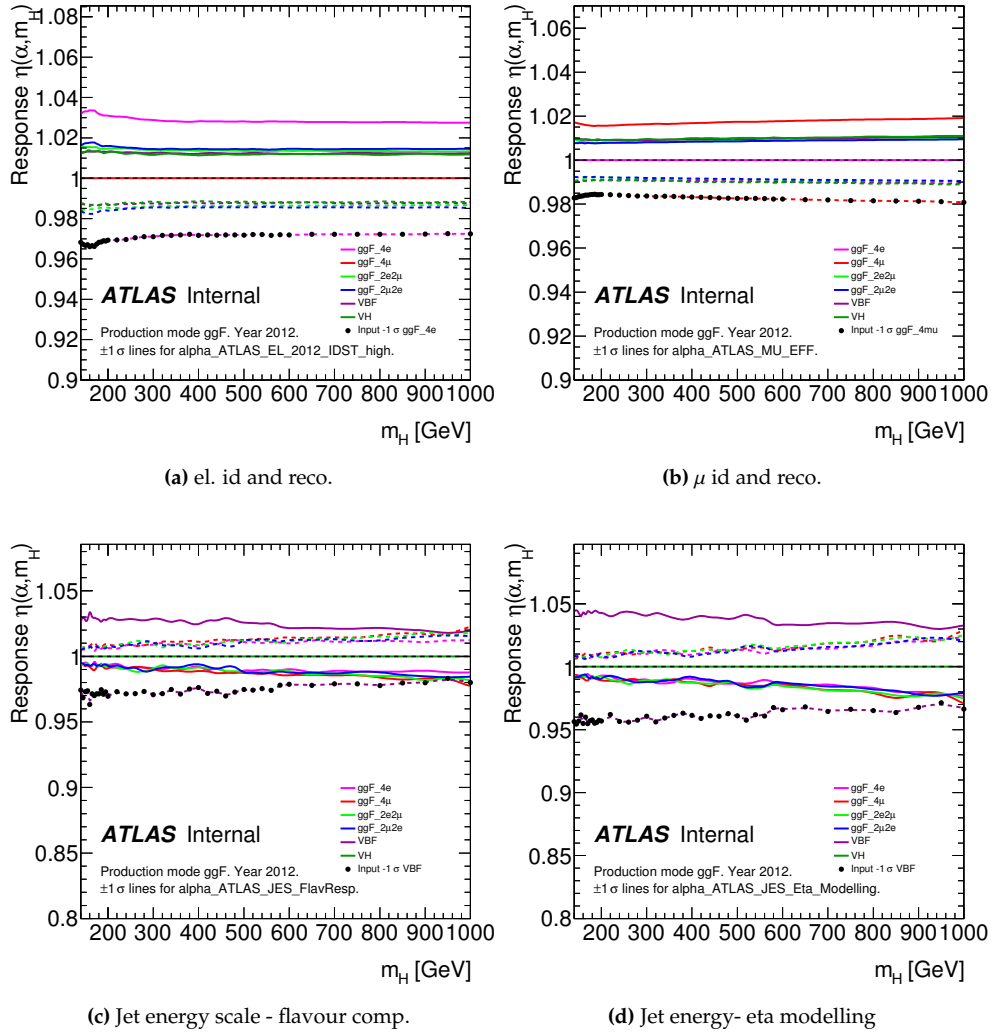 Response η(α,m_H)
1.08
1.06
1.04
1.02
1
0.98
0.96
0.94
0.92
0.9
ggF_4e
ggF_4μ
ggF_2e2μ
ggF_2μ2e
VBF
VH
Input -1 σ ggF_4e
ATLAS Internal
Production mode ggF. Year 2012.
±1 σ lines for alpha_ATLAS_EL_2012_IDST_high.
200 300 400 500 600 700 800 900 1000
m_H [GeV]
(a) el. id and reco.
Response η(α,m_H)
1.06
1.04
1.02
1
0.98
0.96
0.94
0.92
0.9
ggF_4e
ggF_4μ
ggF_2e2μ
ggF_2μ2e
VBF
VH
Input -1 σ ggF_4mu
ATLAS Internal
Production mode ggF. Year 2012.
±1 σ lines for alpha_ATLAS_MU_EFF.
200 300 400 500 600 700 800 900 1000
m_H [GeV]
(b) μ id and reco.
Response η(α,m_H)
1.05
1
0.95
0.9
0.85
0.8
ggF_4e
ggF_4μ
ggF_2e2μ
ggF_2μ2e
VBF
VH
Input -1 σ VBF
ATLAS Internal
Production mode ggF. Year 2012.
±1 σ lines for alpha_ATLAS_JES_FlavResp.
200 300 400 500 600 700 800 900 1000
m_H [GeV]
(c) Jet energy scale - flavour comp.
Response η(α,m_H)
1.05
1
0.95
0.9
0.85
0.8
ggF_4e
ggF_4μ
ggF_2e2μ
ggF_2μ2e
VBF
VH
Input -1 σ VBF
ATLAS Internal
Production mode ggF. Year 2012.
±1 σ lines for alpha_ATLAS_JES_Eta_Modelling.
200 300 400 500 600 700 800 900 1000
m_H [GeV]
(d) Jet energy- eta modelling